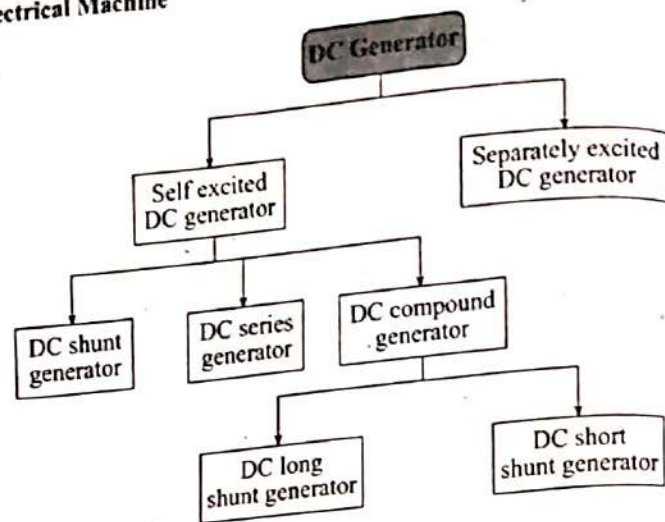 ectrical Machine
DC Generator
Self excited
DC generator
Separately excited
DC generator
DC shunt
generator
DC series
generator
DC compound
generator
DC long
shunt generator
DC short
shunt generator